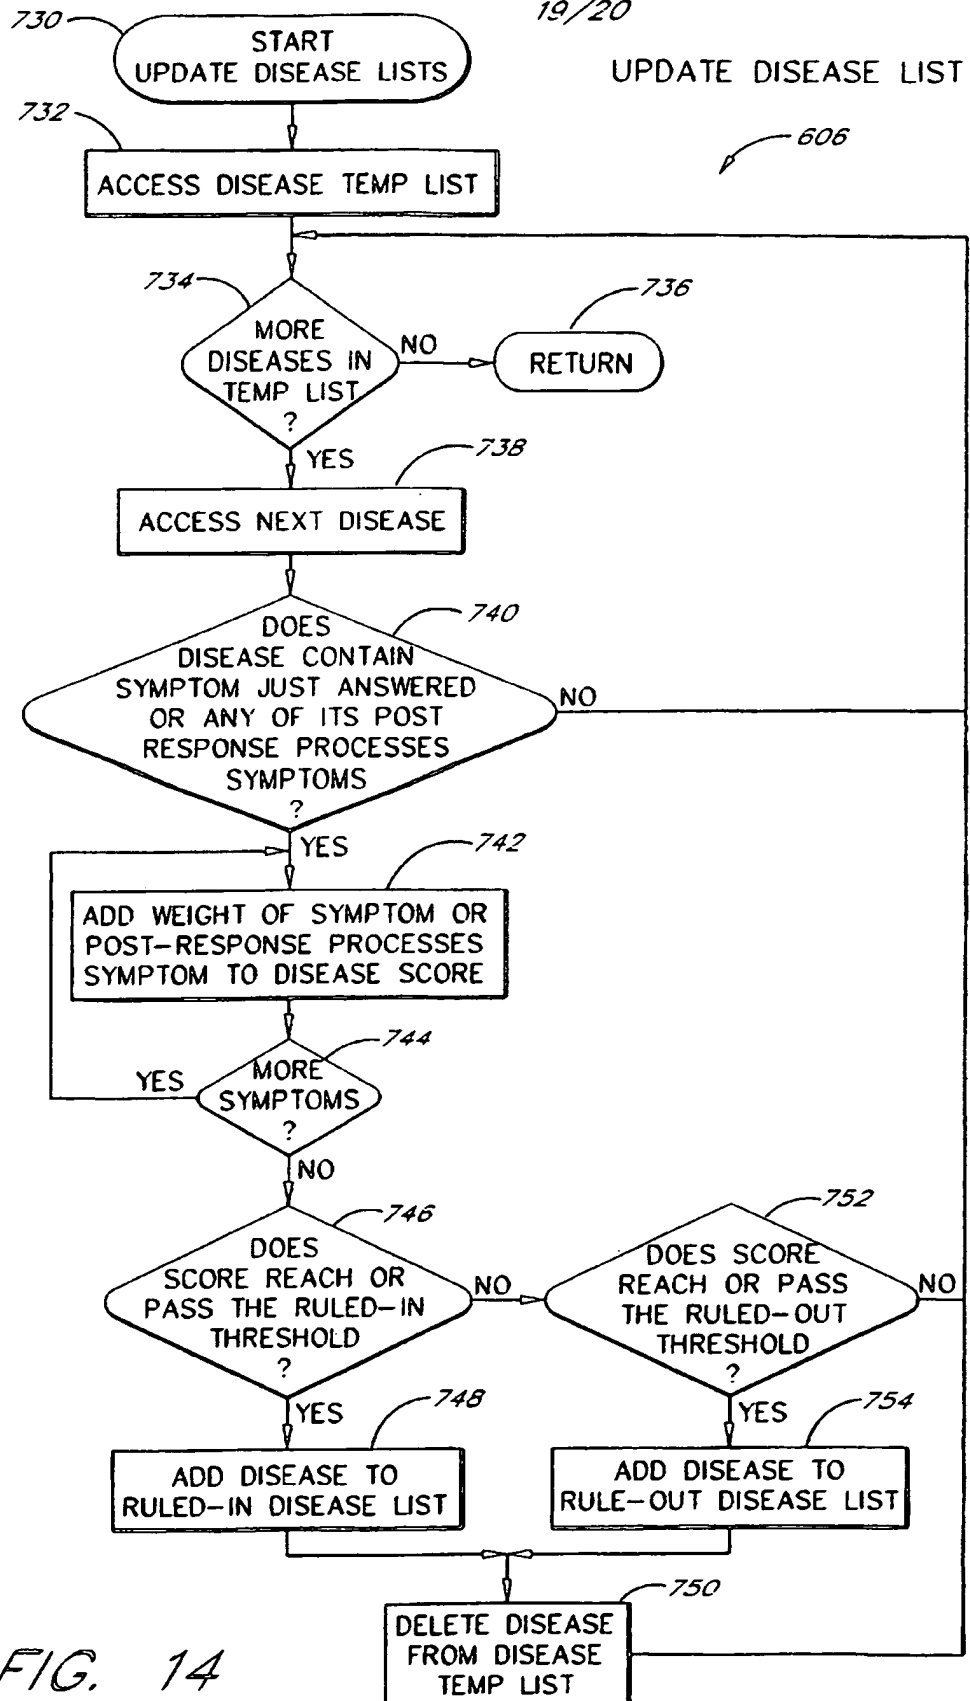 19/20
UPDATE DISEASE LIST
606
730
START
UPDATE DISEASE LISTS
732
ACCESS DISEASE TEMP LIST
734
MORE
DISEASES IN
TEMP LIST
?
NO
736
RETURN
YES
738
ACCESS NEXT DISEASE
740
DOES
DISEASE CONTAIN
SYMPTOM JUST ANSWERED
OR ANY OF ITS POST
RESPONSE PROCESSES
SYMPTOMS
?
NO
YES
742
ADD WEIGHT OF SYMPTOM OR
POST-RESPONSE PROCESSES
SYMPTOM TO DISEASE SCORE
744
MORE
SYMPTOMS
?
YES
NO
746
DOES
SCORE REACH OR
PASS THE RULED-IN
THRESHOLD
?
NO
752
DOES SCORE
REACH OR PASS
THE RULED-OUT
THRESHOLD
?
NO
YES
748
ADD DISEASE TO
RULED-IN DISEASE LIST
YES
754
ADD DISEASE TO
RULE-OUT DISEASE LIST
750
DELETE DISEASE
FROM DISEASE
TEMP LIST
FIG. 14